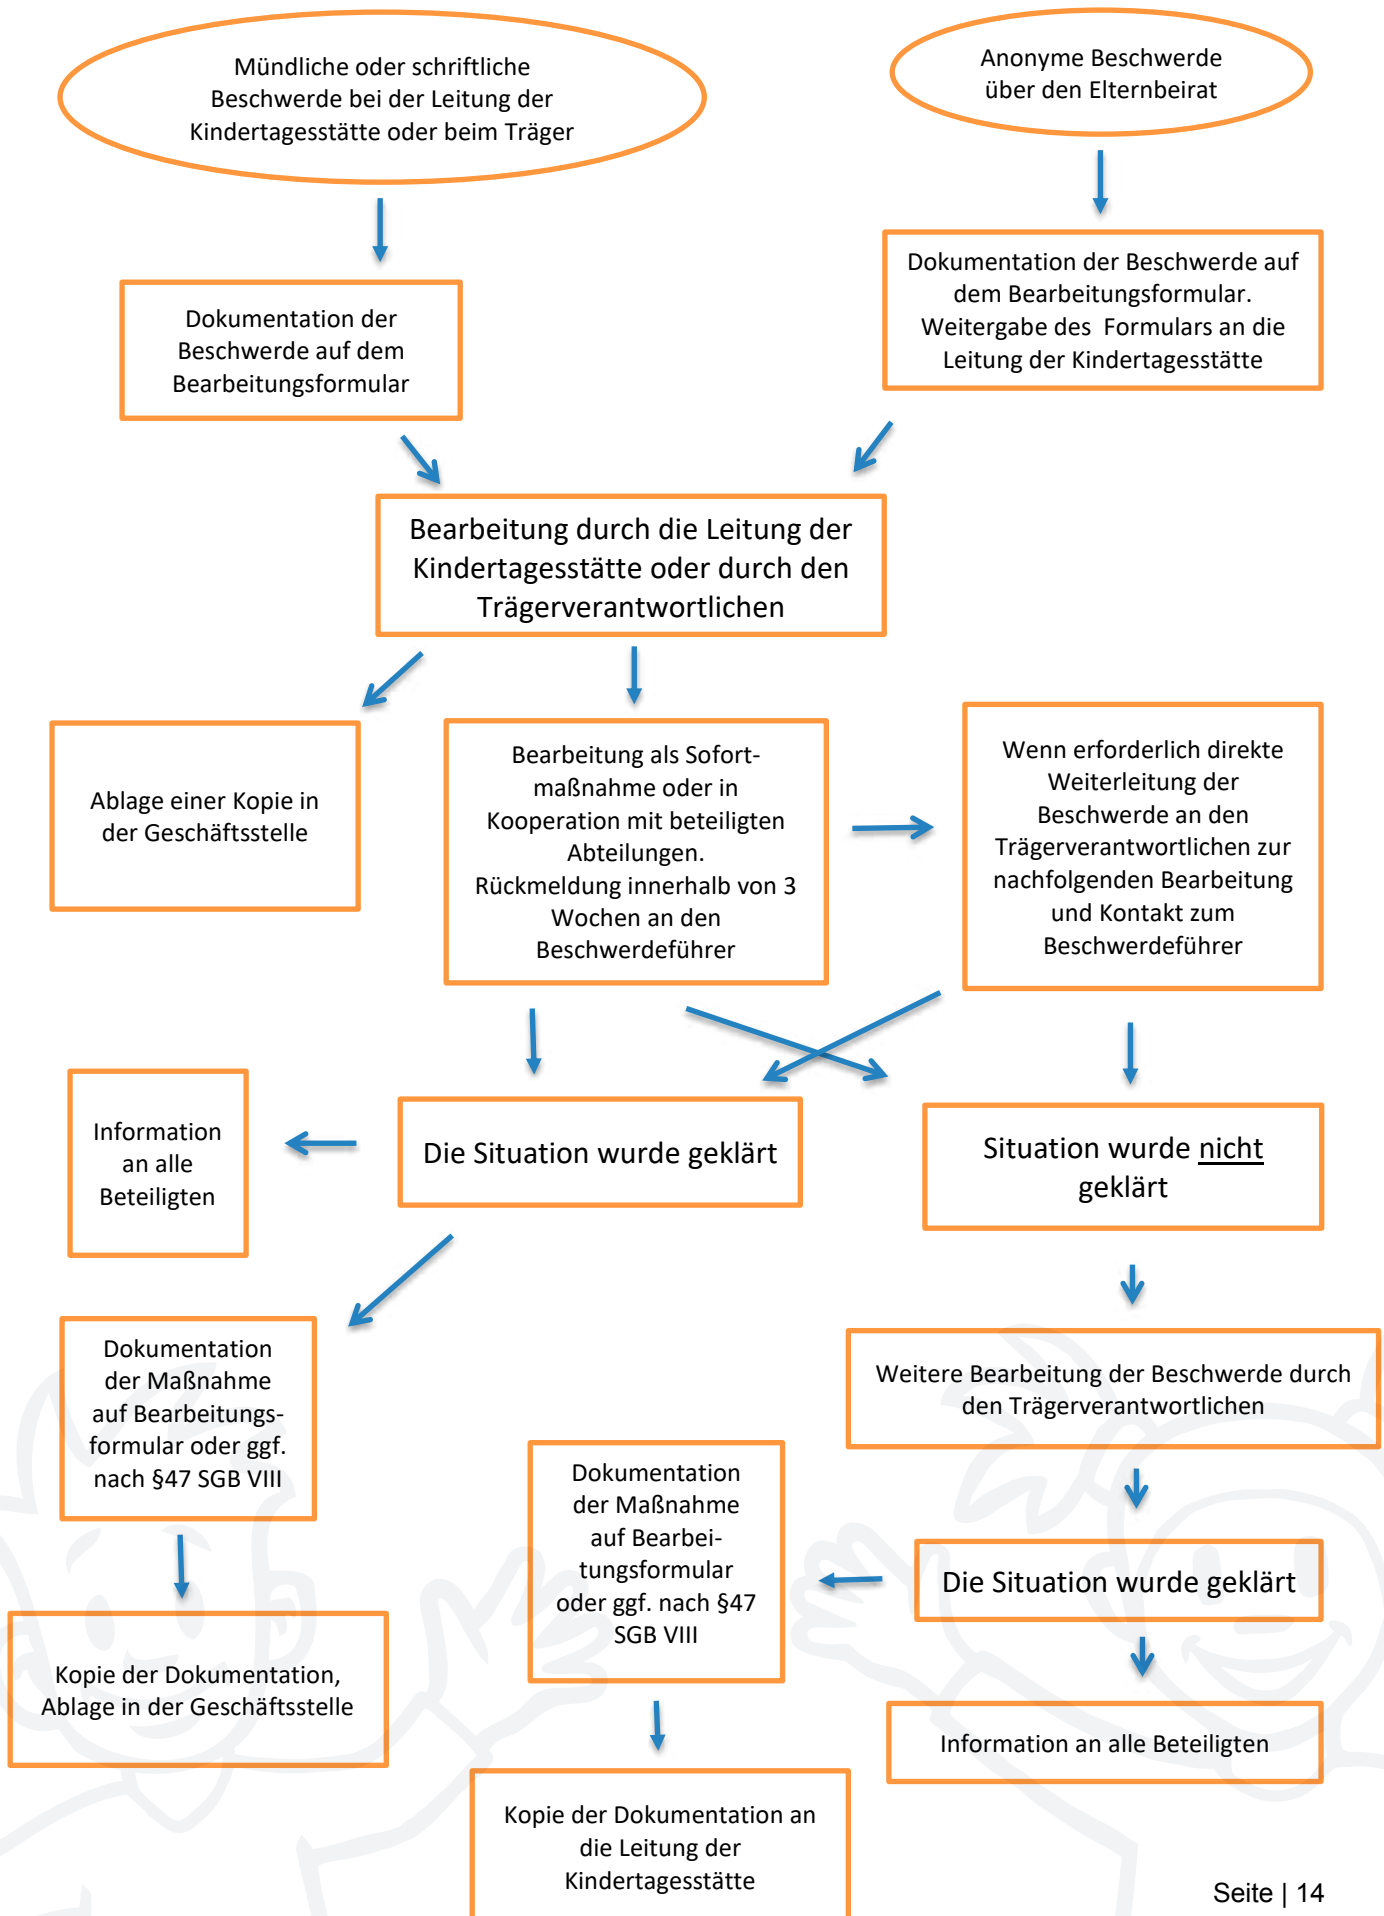 Mündliche oder schriftliche
Beschwerde bei der Leitung der
Kindertagesstätte oder beim Träger
Anonyme Beschwerde
über den Elternbeirat
Dokumentation der
Beschwerde auf dem
Bearbeitungsformular
Dokumentation der Beschwerde auf
dem Bearbeitungsformular.
Weitergabe des  Formulars an die
Leitung der Kindertagesstätte
Bearbeitung durch die Leitung der
Kindertagesstätte oder durch den
Trägerverantwortlichen
Ablage einer Kopie in
der Geschäftsstelle
Bearbeitung als Sofort-
maßnahme oder in
Kooperation mit beteiligten
Abteilungen.
Rückmeldung innerhalb von 3
Wochen an den
Beschwerdeführer
Wenn erforderlich direkte
Weiterleitung der
Beschwerde an den
Trägerverantwortlichen zur
nachfolgenden Bearbeitung
und Kontakt zum
Beschwerdeführer
Information
an alle
Beteiligten
Die Situation wurde geklärt
Situation wurde nicht
geklärt
Dokumentation
der Maßnahme
auf Bearbeitungs-
formular oder ggf.
nach §47 SGB VIII
Weitere Bearbeitung der Beschwerde durch
den Trägerverantwortlichen
Dokumentation
der Maßnahme
auf Bearbei-
tungsformular
oder ggf. nach §47
SGB VIII
Die Situation wurde geklärt
Kopie der Dokumentation,
Ablage in der Geschäftsstelle
Information an alle Beteiligten
Kopie der Dokumentation an
die Leitung der
Kindertagesstätte
Seite | 14